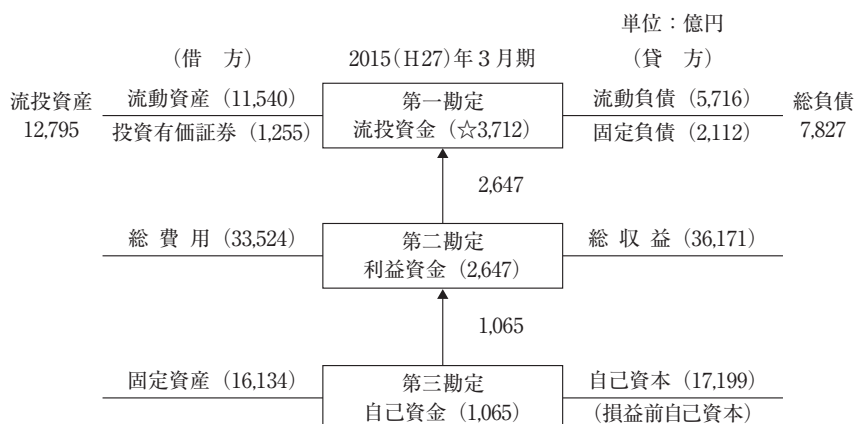 単位：億円
（借　方）　2015（H27）年３月期　（貸　方）
流投資産　流動資産（11,540）　第一勘定　流動負債（5,716）　総負債
12,795　投資有価証券（1,255）　流投資金（☆3,712）　固定負債（2,112）　7,827
2,647
総 費 用（33,524）　第二勘定　総 収 益（36,171）
利益資金（2,647）
1,065
固定資産（16,134）　第三勘定　自己資本（17,199）
自己資金（1,065）　（損益前自己資本）